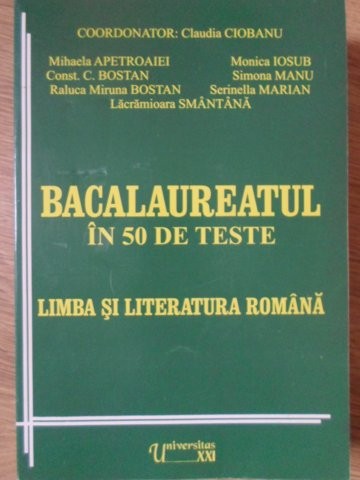 COORDONATOR: Claudia CIOBANU
Mihaela APETROAIEI Monica IOSUB
Const. C. BOSTAN Simona MANU
Raluca Miruna BOSTAN Serinella MARIAN
Lăcrămioara SMÂNTÂNĂ
BACALAUREATUL
ÎN 50 DE TESTE
LIMBA ȘI LITERATURA ROMÂNĂ
Universitas
XXI